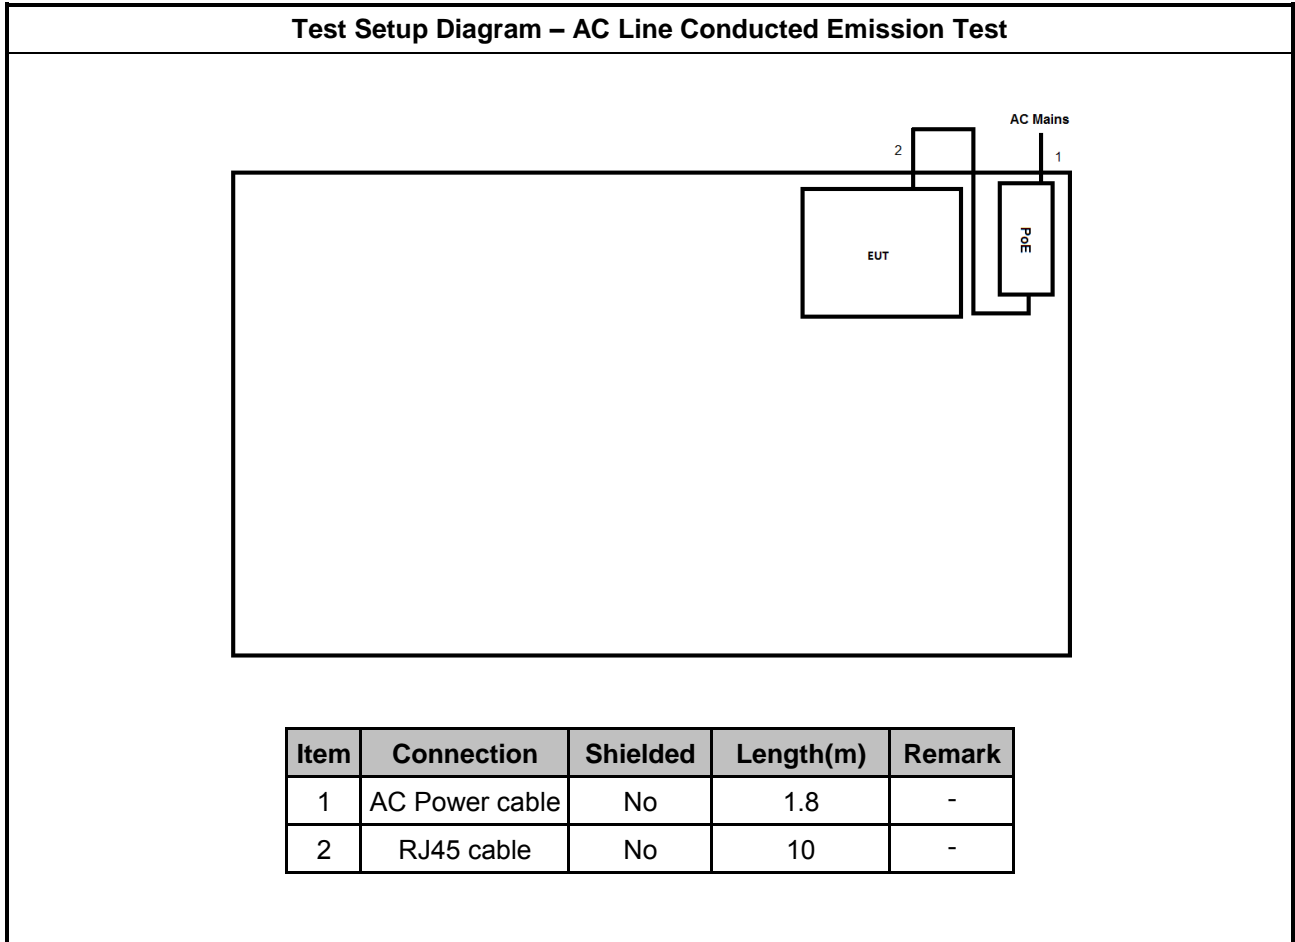 Test Setup Diagram – AC Line Conducted Emission Test
AC Mains
2
1
EUT
PoE
Item Connection Shielded Length(m) Remark
1 AC Power cable No 1.8 -
2 RJ45 cable No 10 -